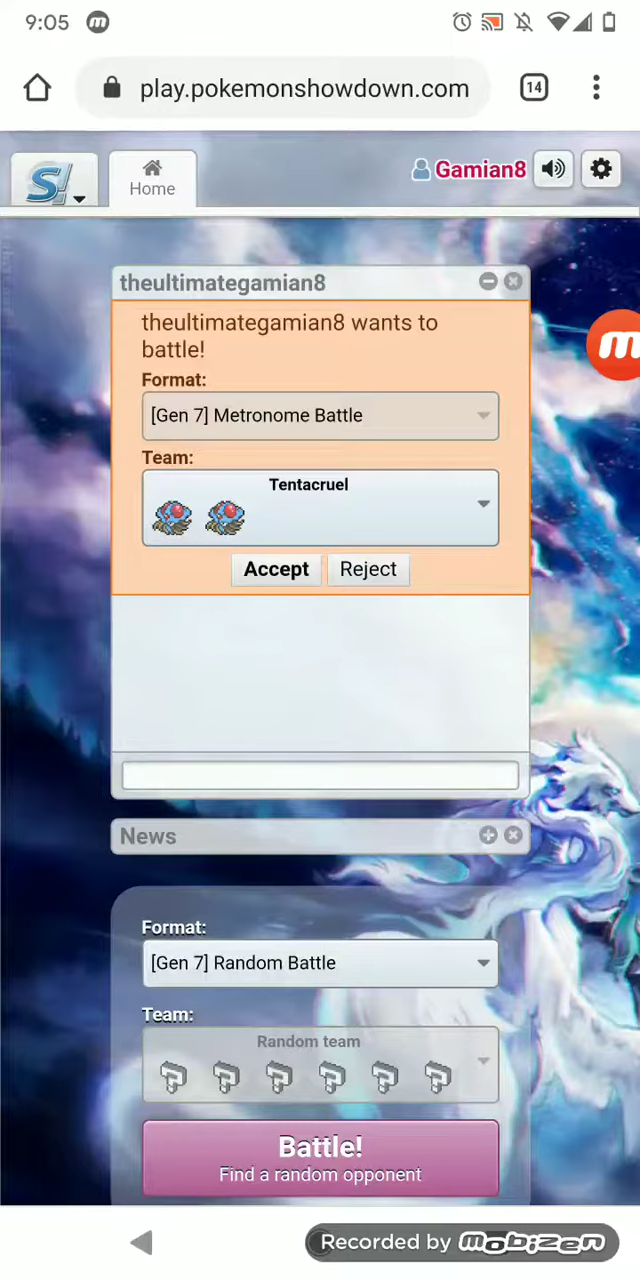 9:05
play.pokemonshowdown.com
14
Home
Gamian8
theultimategamian8
theultimategamian8 wants to
battle!
Format:
[Gen 7] Metronome Battle
Team:
Tentacruel
Accept
Reject
News
Format:
[Gen 7] Random Battle
Team:
Random team
Battle!
Find a random opponent
Recorded by mobizen